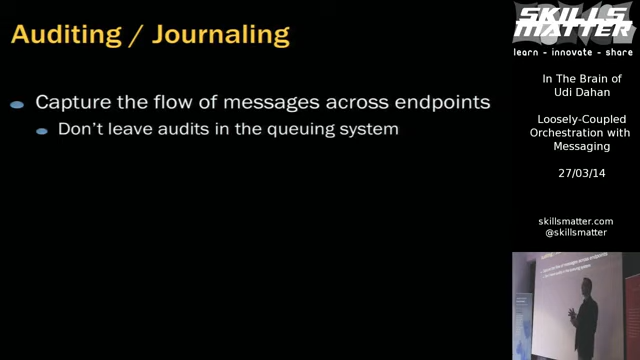 Auditing / Journaling
Capture the flow of messages across endpoints
Don't leave audits in the queuing system
SKILLS
MATTER
learn - innovate - share
In The Brain of
Udi Dahan
Loosely-Coupled
Orchestration with
Messaging
27/03/14
skillsmatter.com
@skillsmatter